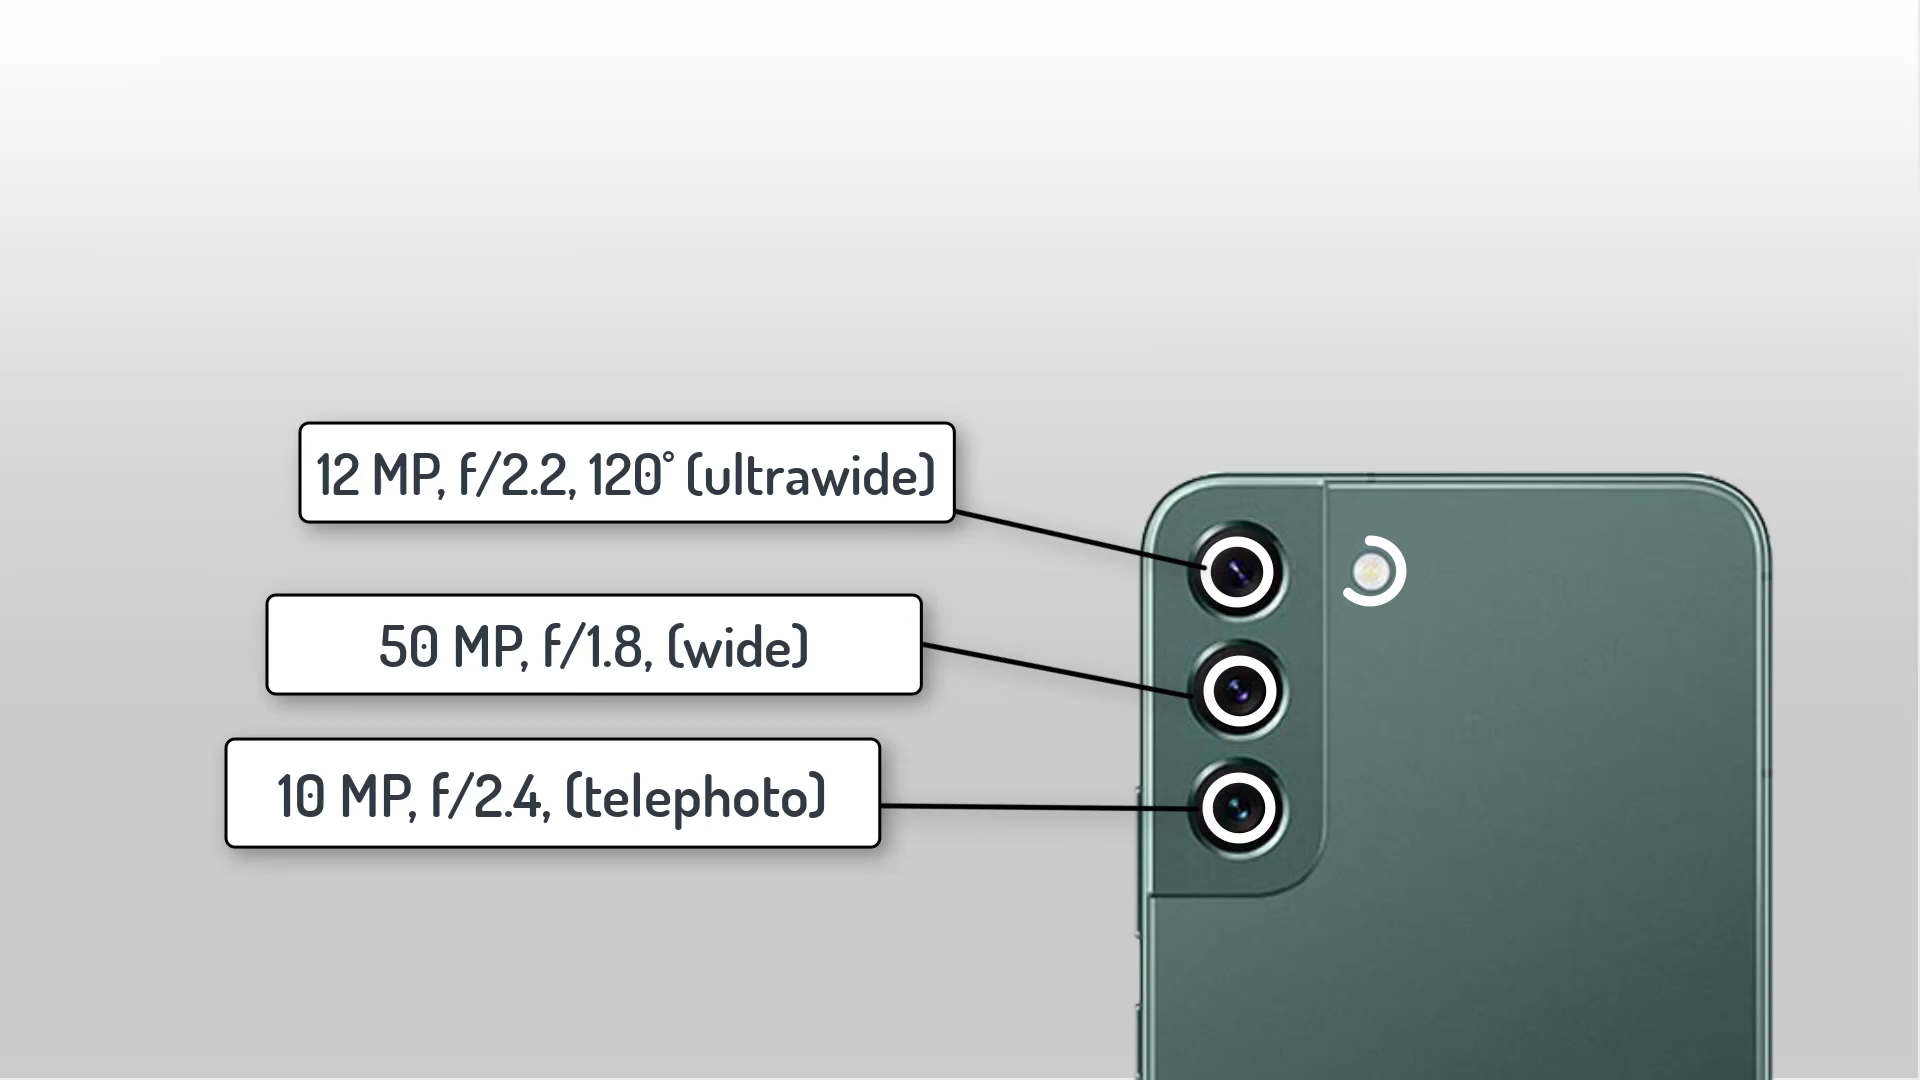 12 MP, f/2.2, 120° (ultrawide)
50 MP, f/1.8, (wide)
10 MP, f/2.4, (telephoto)